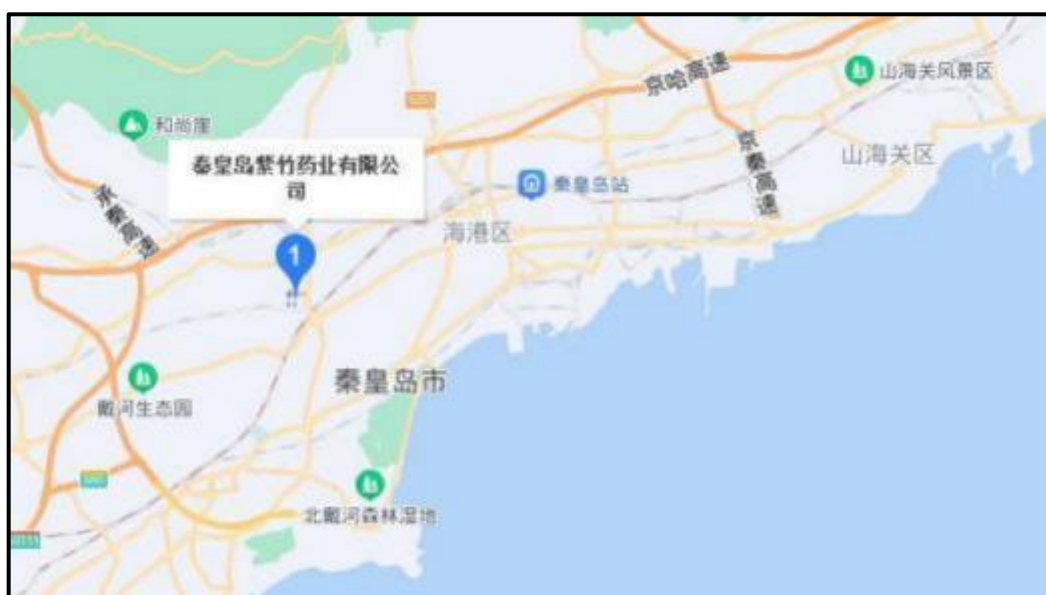 京哈高速
山海关风景区
和尚崖
山海关区
秦皇岛紫竹药业有限公
司
京秦高速
秦皇岛站
承秦高速
海港区
1
秦皇岛市
戴河生态园
北戴河森林湿地